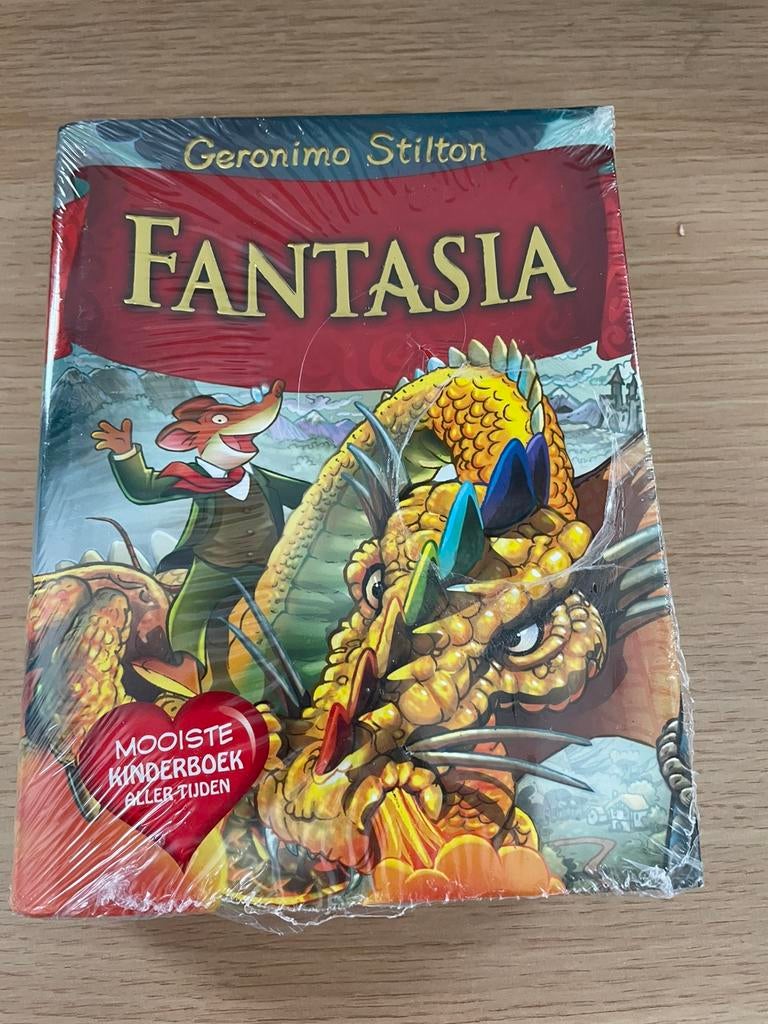 Geronimo Stilton
FANTASIA
MOOISTE
KINDERBOEK
ALLER TIJDEN